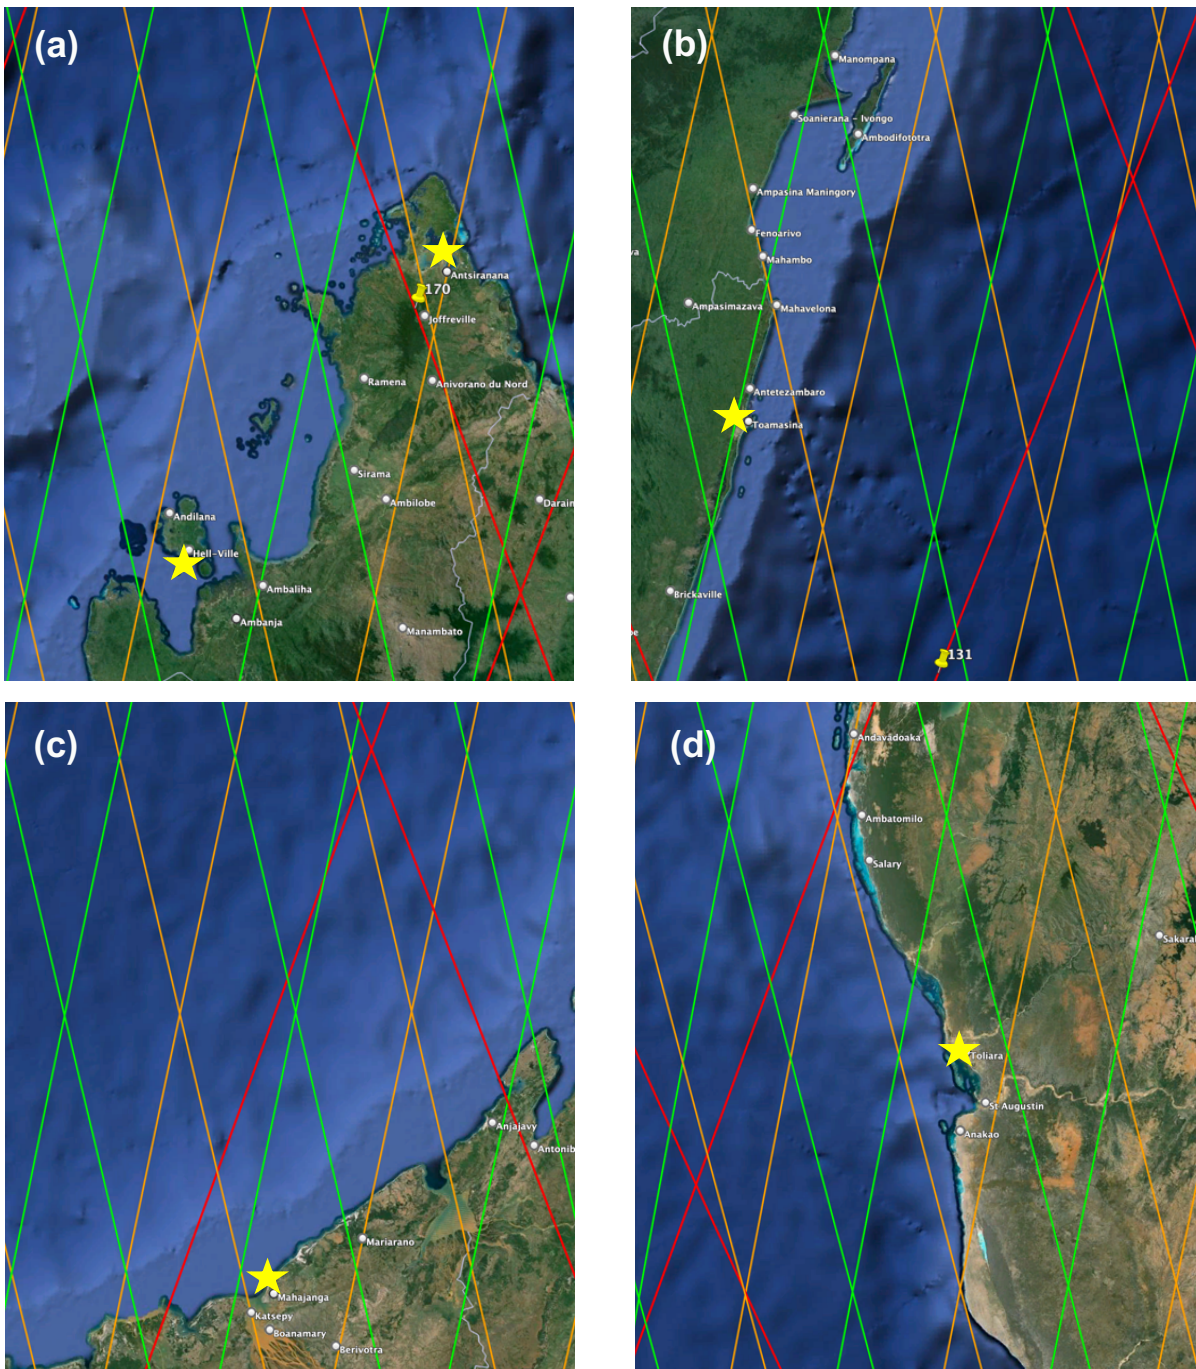 (a)
Antsiranana
170
Joffreville
Ramena
Anivorano du Nord
Sirama
Ambilobe
Darain
Andilana
Hell-Ville
Ambaliha
Ambanja
Manambato
(b)
Manompana
Soanierana - Ivongo
Ambodifototra
Ampasina Maningory
Fenoarivo
va
Mahambo
Ampasimazava
Mahavelona
Antetezambaro
Toamasina
Brickaville
be
131
(c)
Anjajavy
Antonib
Mariarano
Mahajanga
Katsepy
Boanamary
Berivotra
(d)
Andavadoaka
Ambatomilo
Salary
Sakaral
Toliara
St Augustin
Anakao